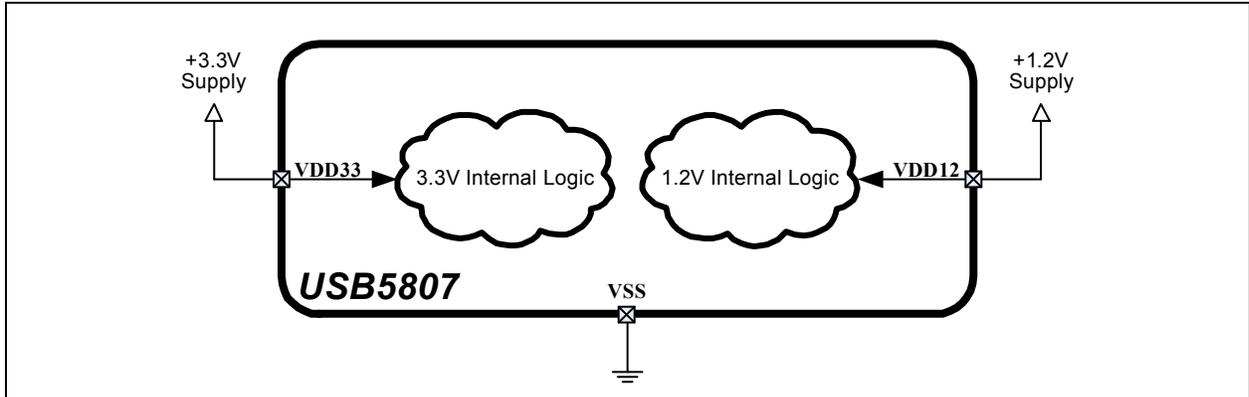 +3.3V
Supply
+1.2V
Supply
VDD33
3.3V Internal Logic
1.2V Internal Logic
VDD12
USB5807
VSS